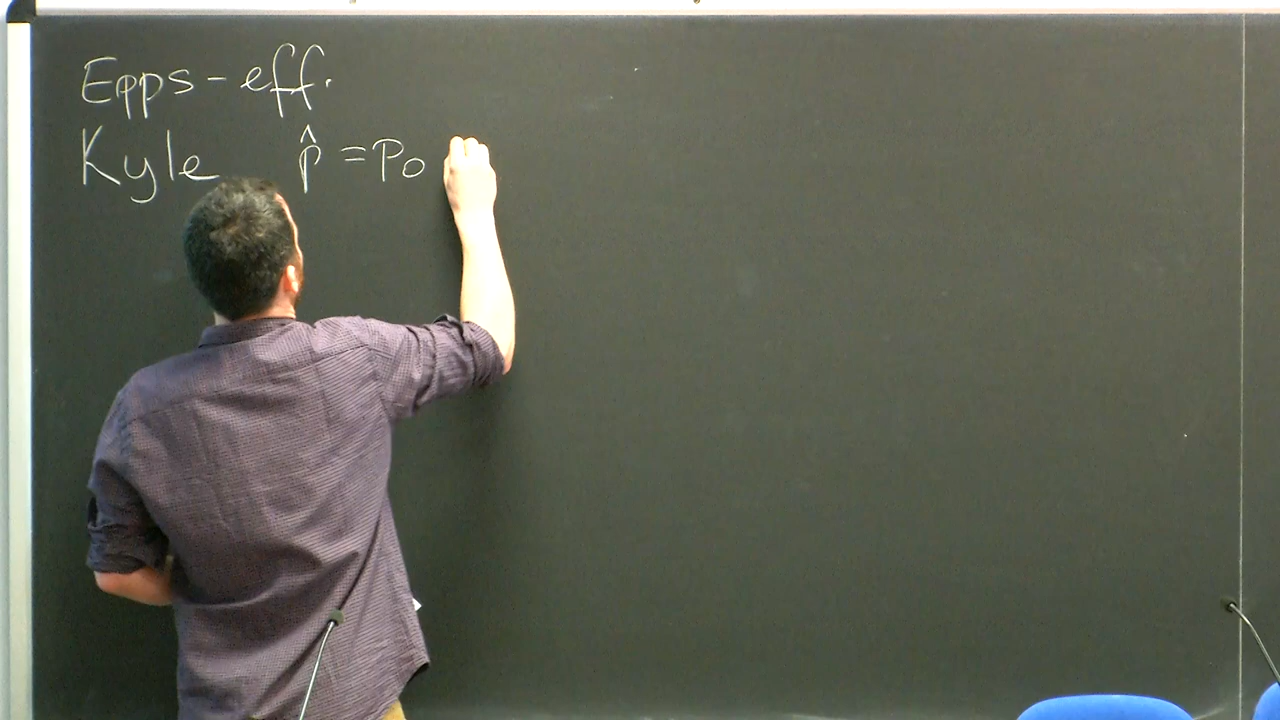 Epps - eff.
Kyle p̂ = P₀